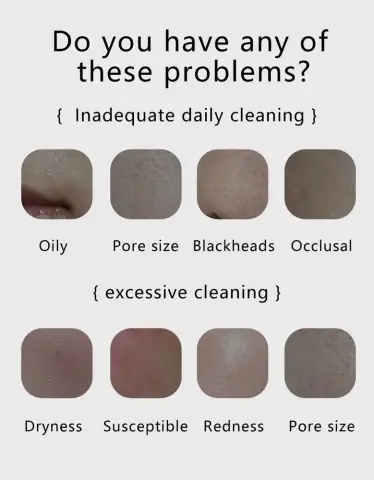 Do you have any of
these problems?
{ Inadequate daily cleaning }
Oily Pore size Blackheads Occlusal
{ excessive cleaning }
Dryness Susceptible Redness Pore size